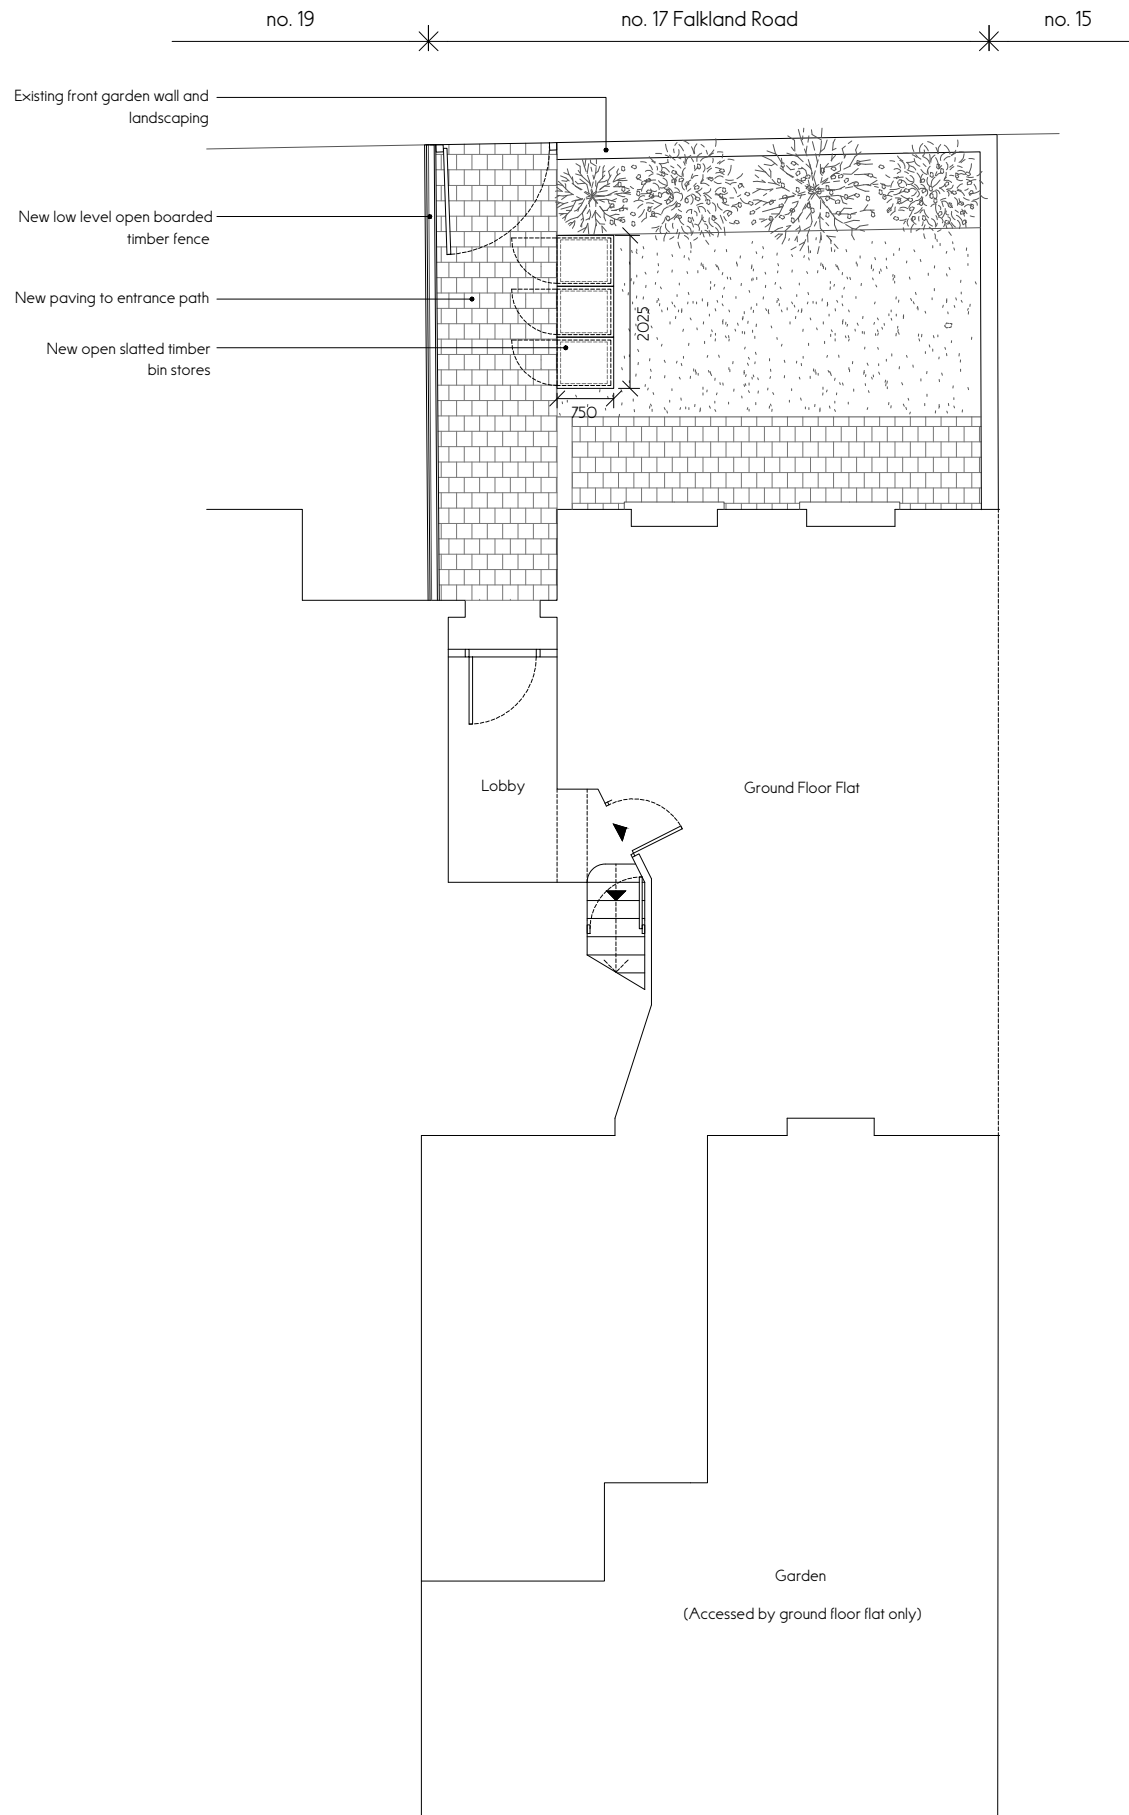 no. 19
no. 17 Falkland Road
no. 15
Existing front garden wall and
landscaping
New low level open boarded
timber fence
New paving to entrance path
New open slatted timber
bin stores
2025
750
Lobby
Ground Floor Flat
Garden
(Accessed by ground floor flat only)